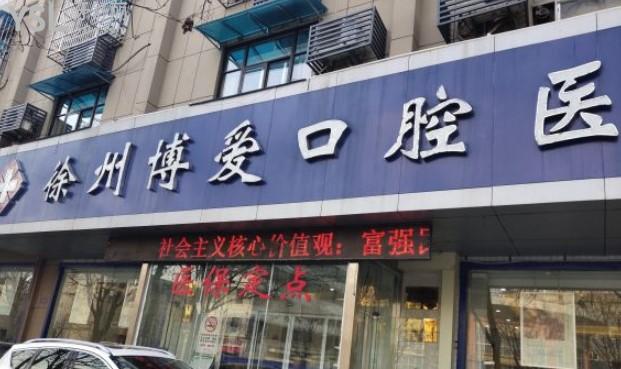 徐州博爱口腔医
社会主义核心价值观：富强
医保定点